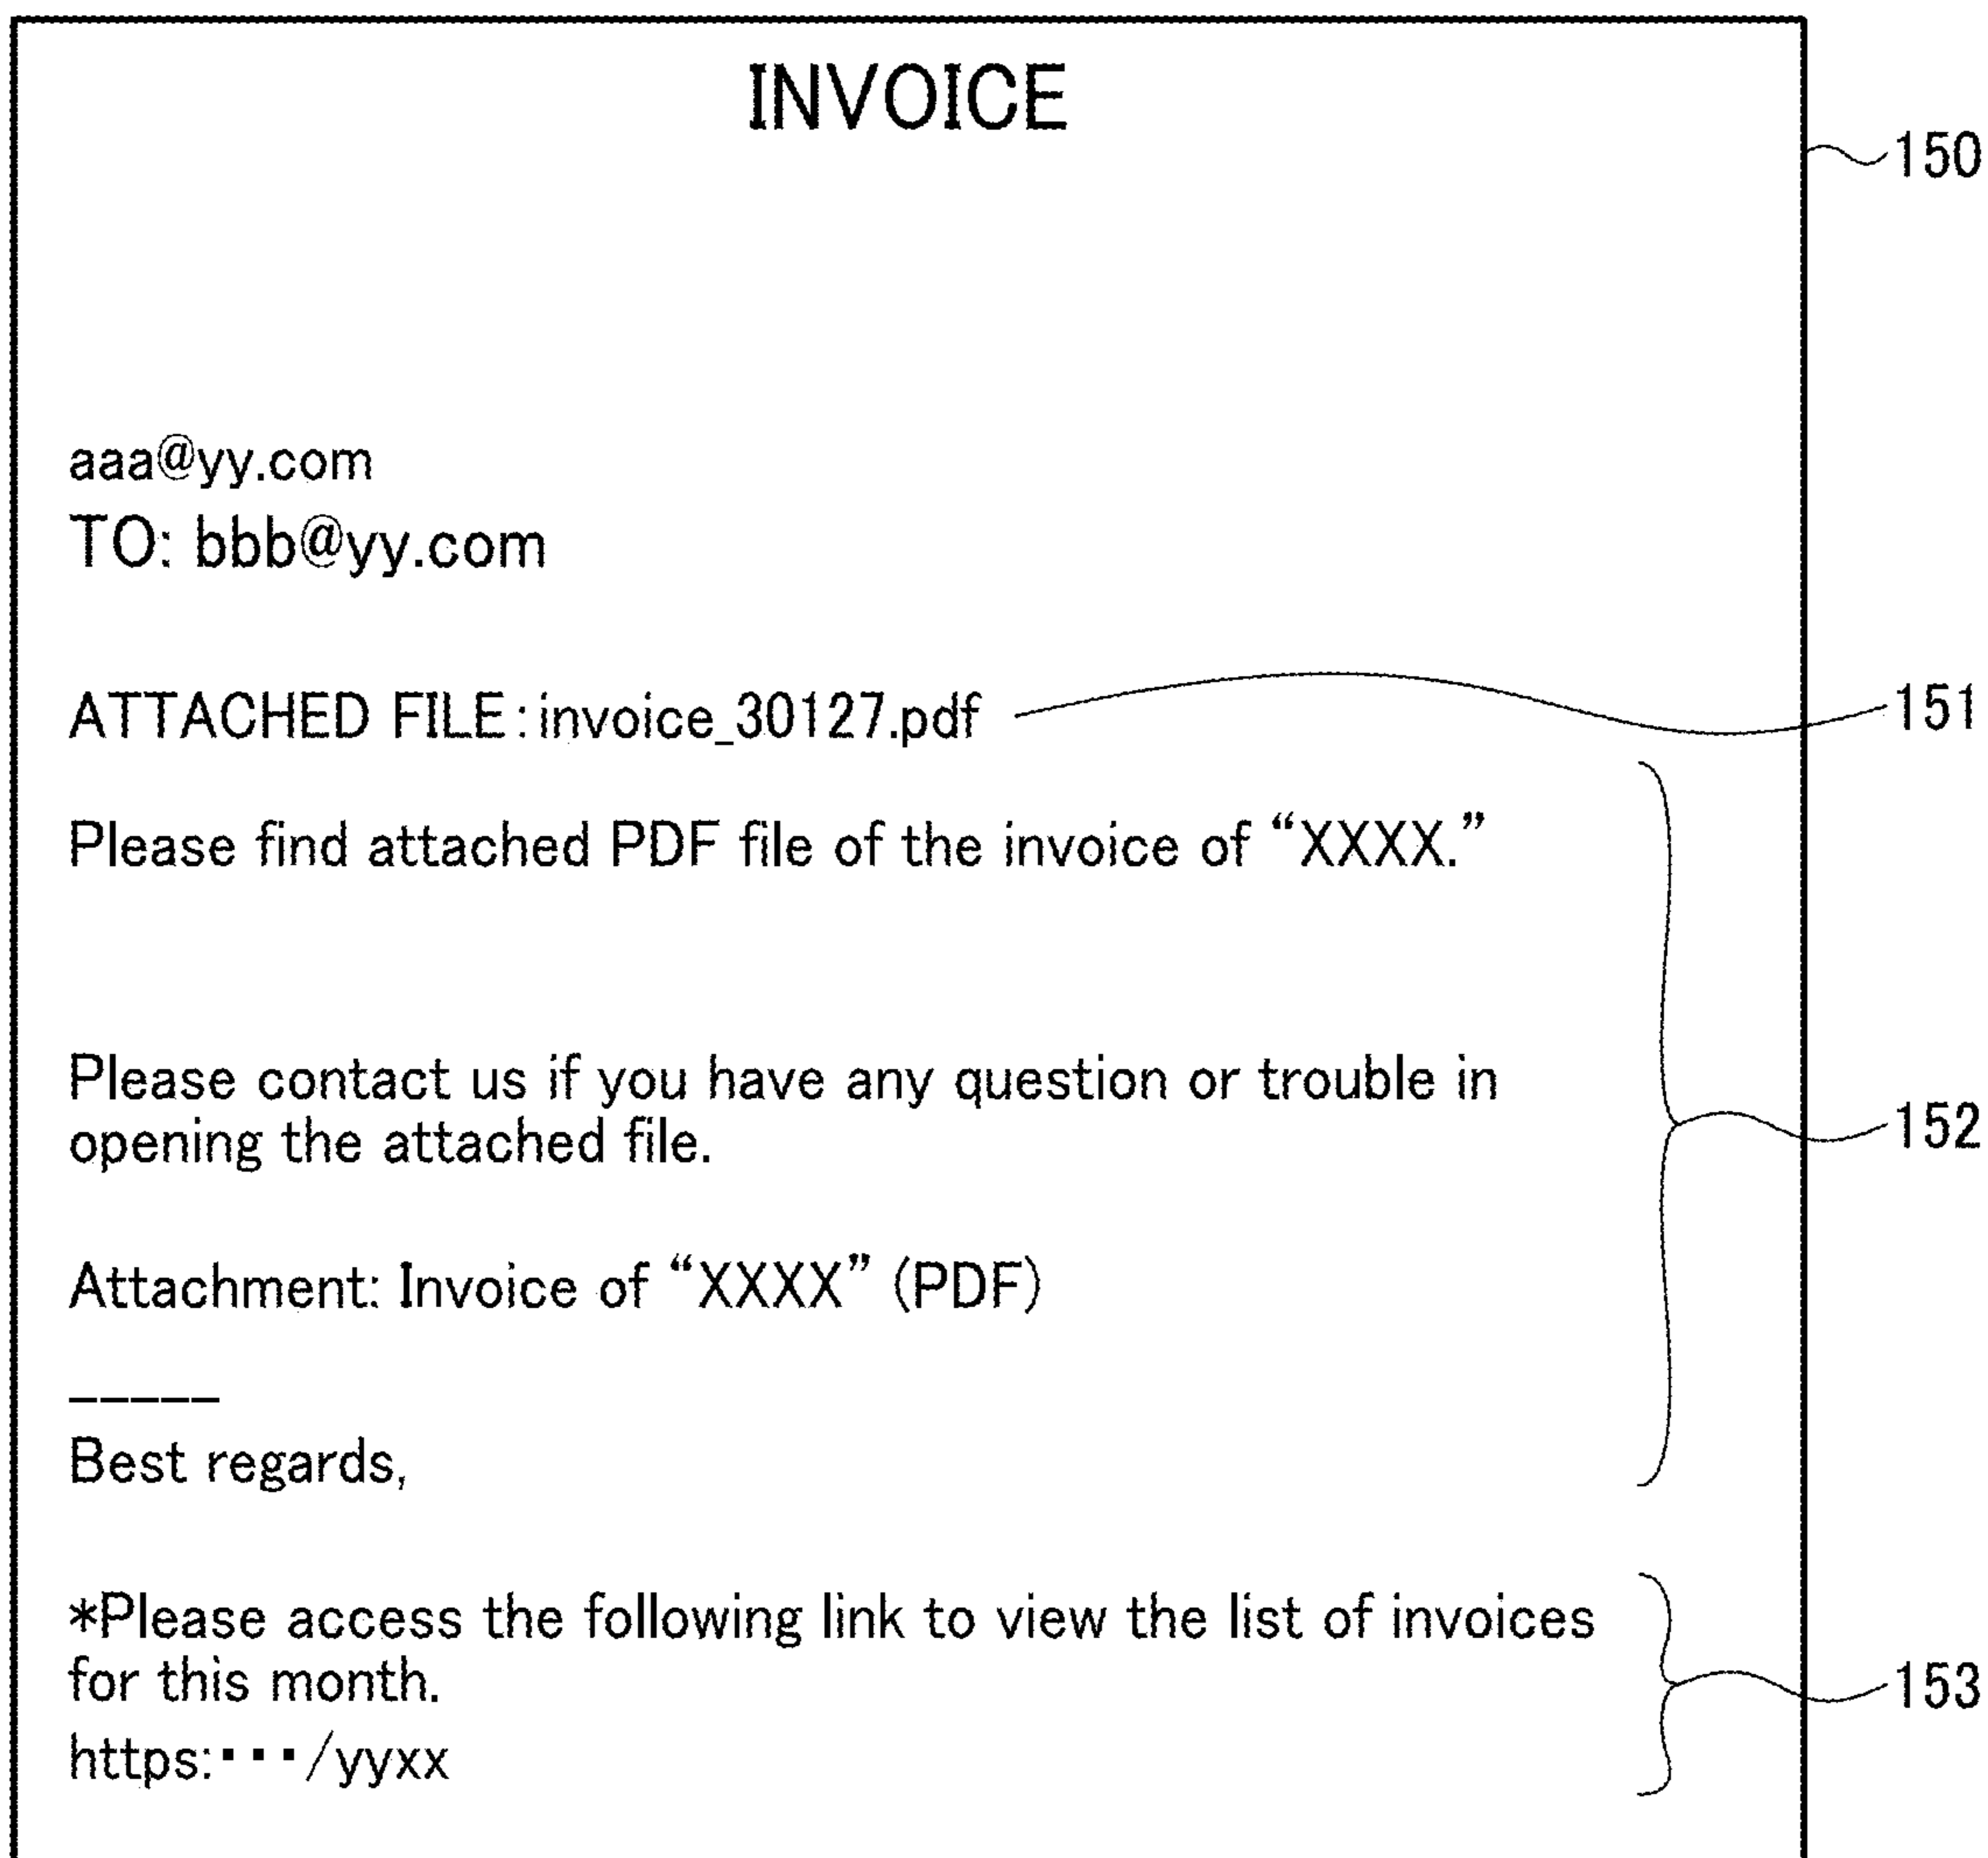 INVOICE
150
aaa@yy.com
TO: bbb@yy.com
ATTACHED FILE: invoice_30127.pdf
151
Please find attached PDF file of the invoice of “XXXX.”
Please contact us if you have any question or trouble in
opening the attached file.
152
Attachment: Invoice of “XXXX” (PDF)
-----
Best regards,
*Please access the following link to view the list of invoices
for this month.
153
https:･･･/yyxx